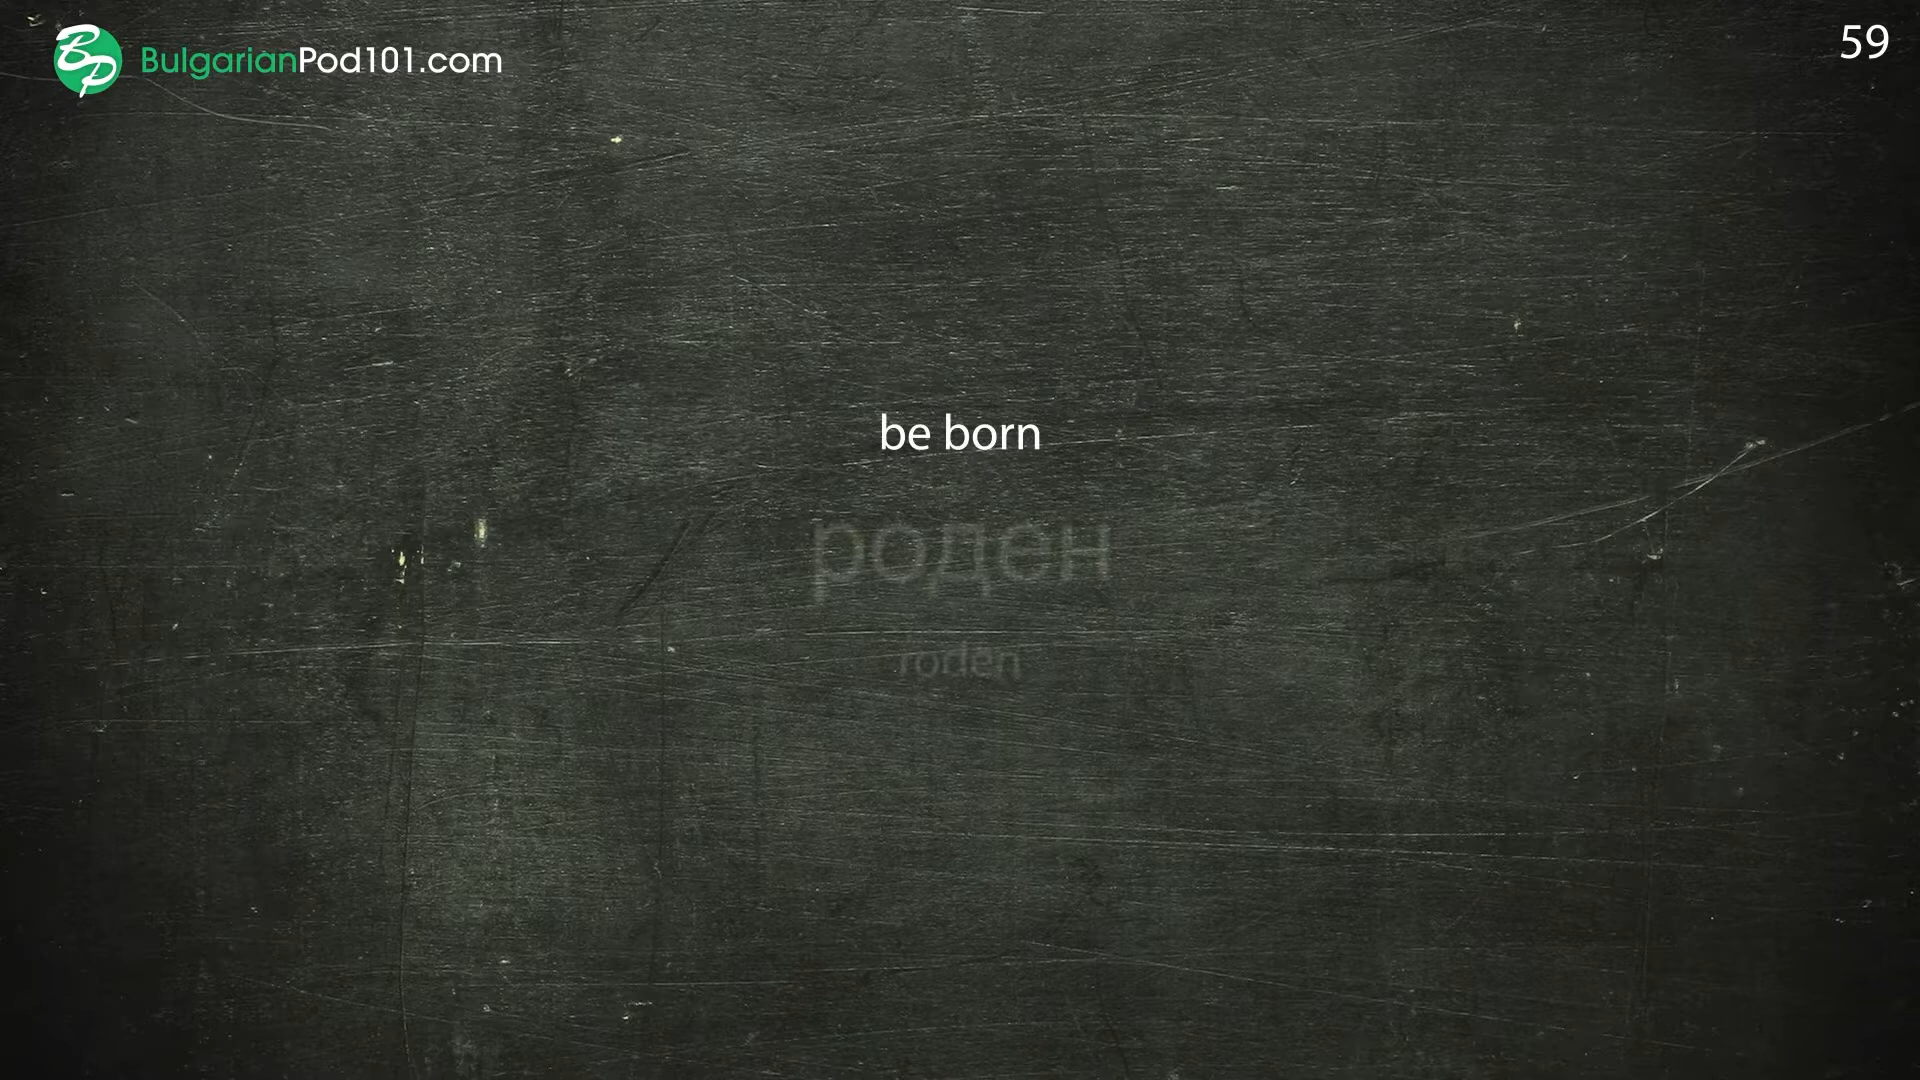 BulgarianPod101.com
59
be born
роден
roden